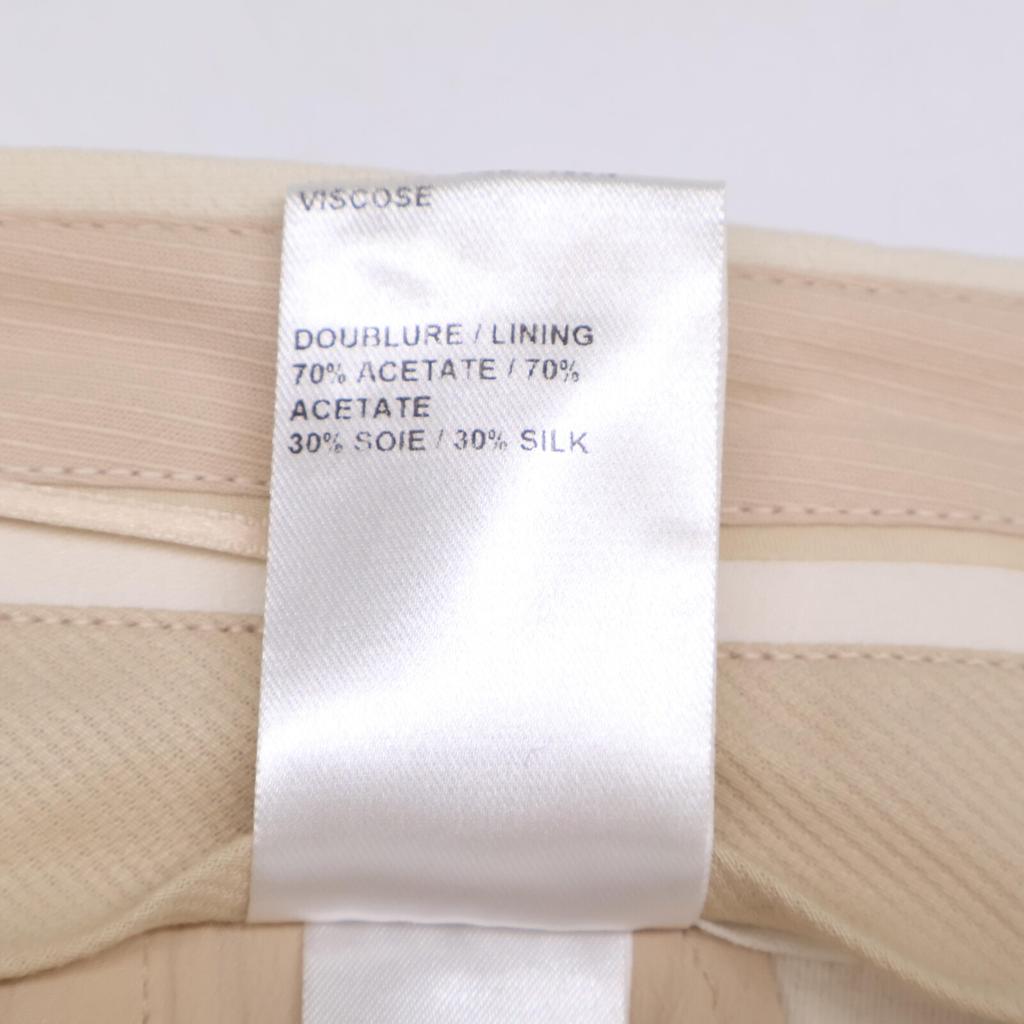 VISCOSE
DOUBLURE / LINING
70% ACETATE / 70%
ACETATE
30% SOIE / 30% SILK